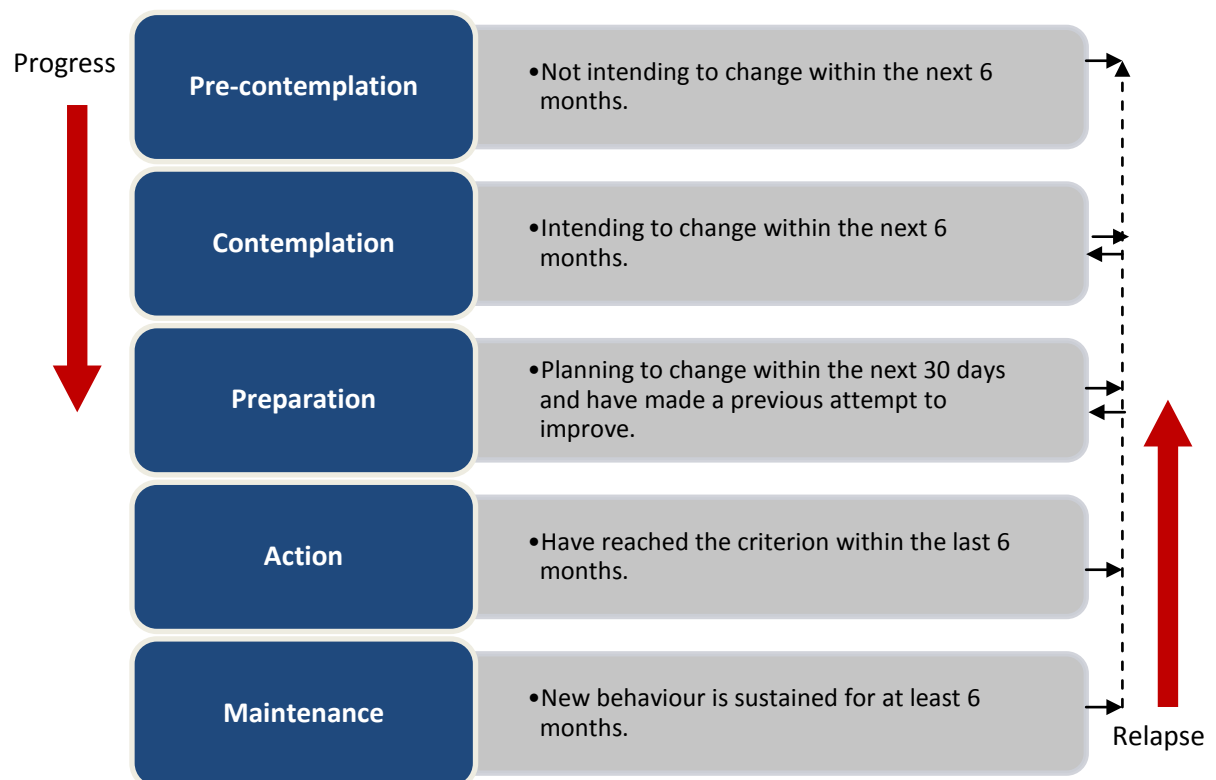 Progress
Pre-contemplation
•Not intending to change within the next 6
months.
Contemplation
•Intending to change within the next 6
months.
Preparation
•Planning to change within the next 30 days
and have made a previous attempt to
improve.
Action
•Have reached the criterion within the last 6
months.
Maintenance
•New behaviour is sustained for at least 6
months.
Relapse